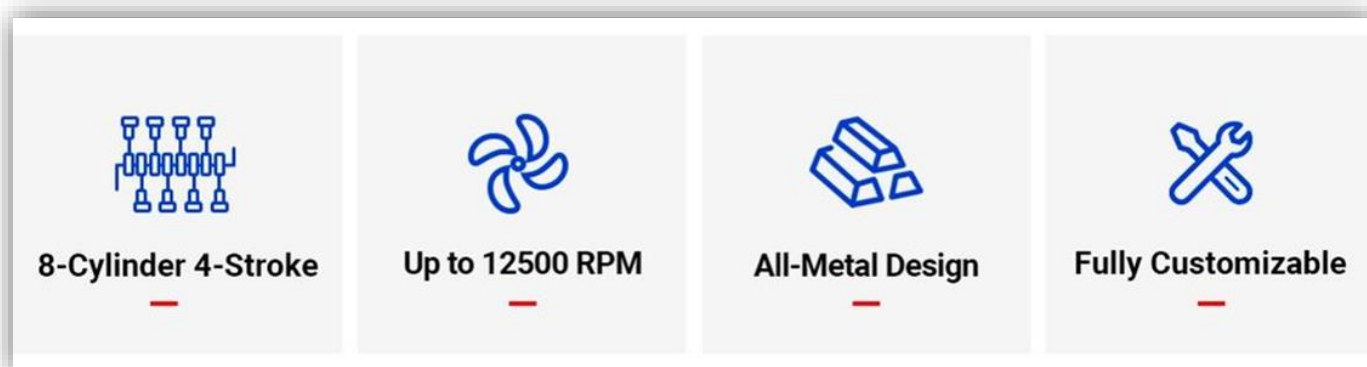 8-Cylinder 4-Stroke
Up to 12500 RPM
All-Metal Design
Fully Customizable